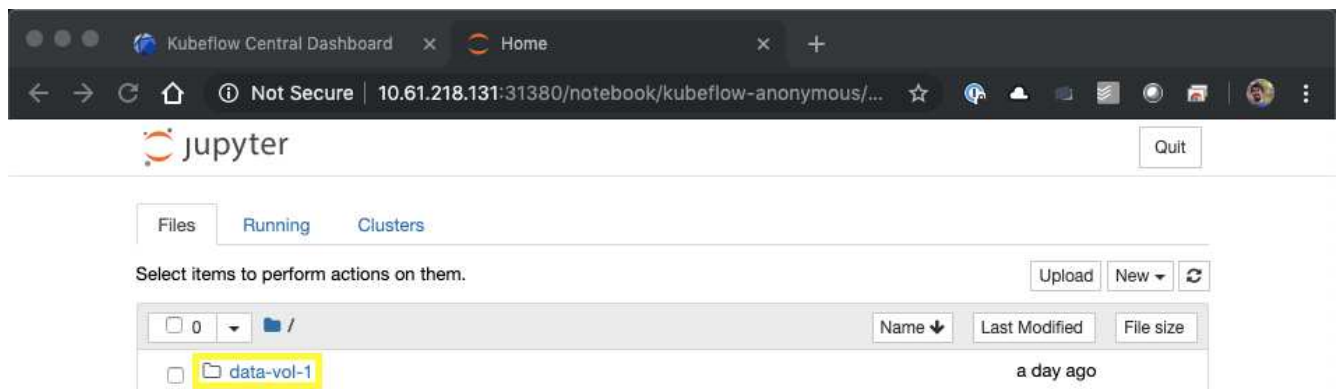 Kubeflow Central Dashboard Home
Not Secure 10.61.218.131:31380/notebook/kubeflow-anonymous/...
jupyter
Quit
Files Running Clusters
Select items to perform actions on them.
Upload New
0 / Name Last Modified File size
data-vol-1 a day ago